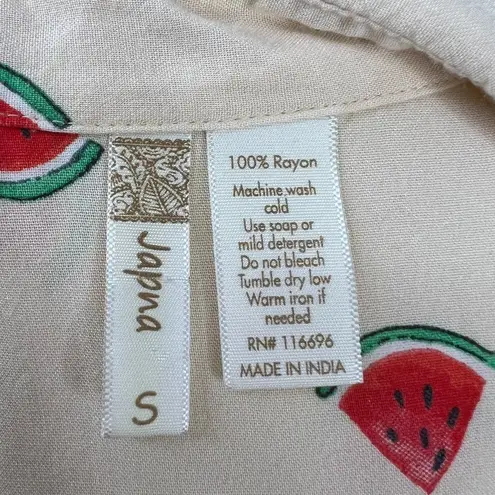 Japna
S
100% Rayon
Machine wash
cold
Use soap or
mild detergent
Do not bleach
Tumble dry low
Warm iron if
needed
RN# 116696
MADE IN INDIA